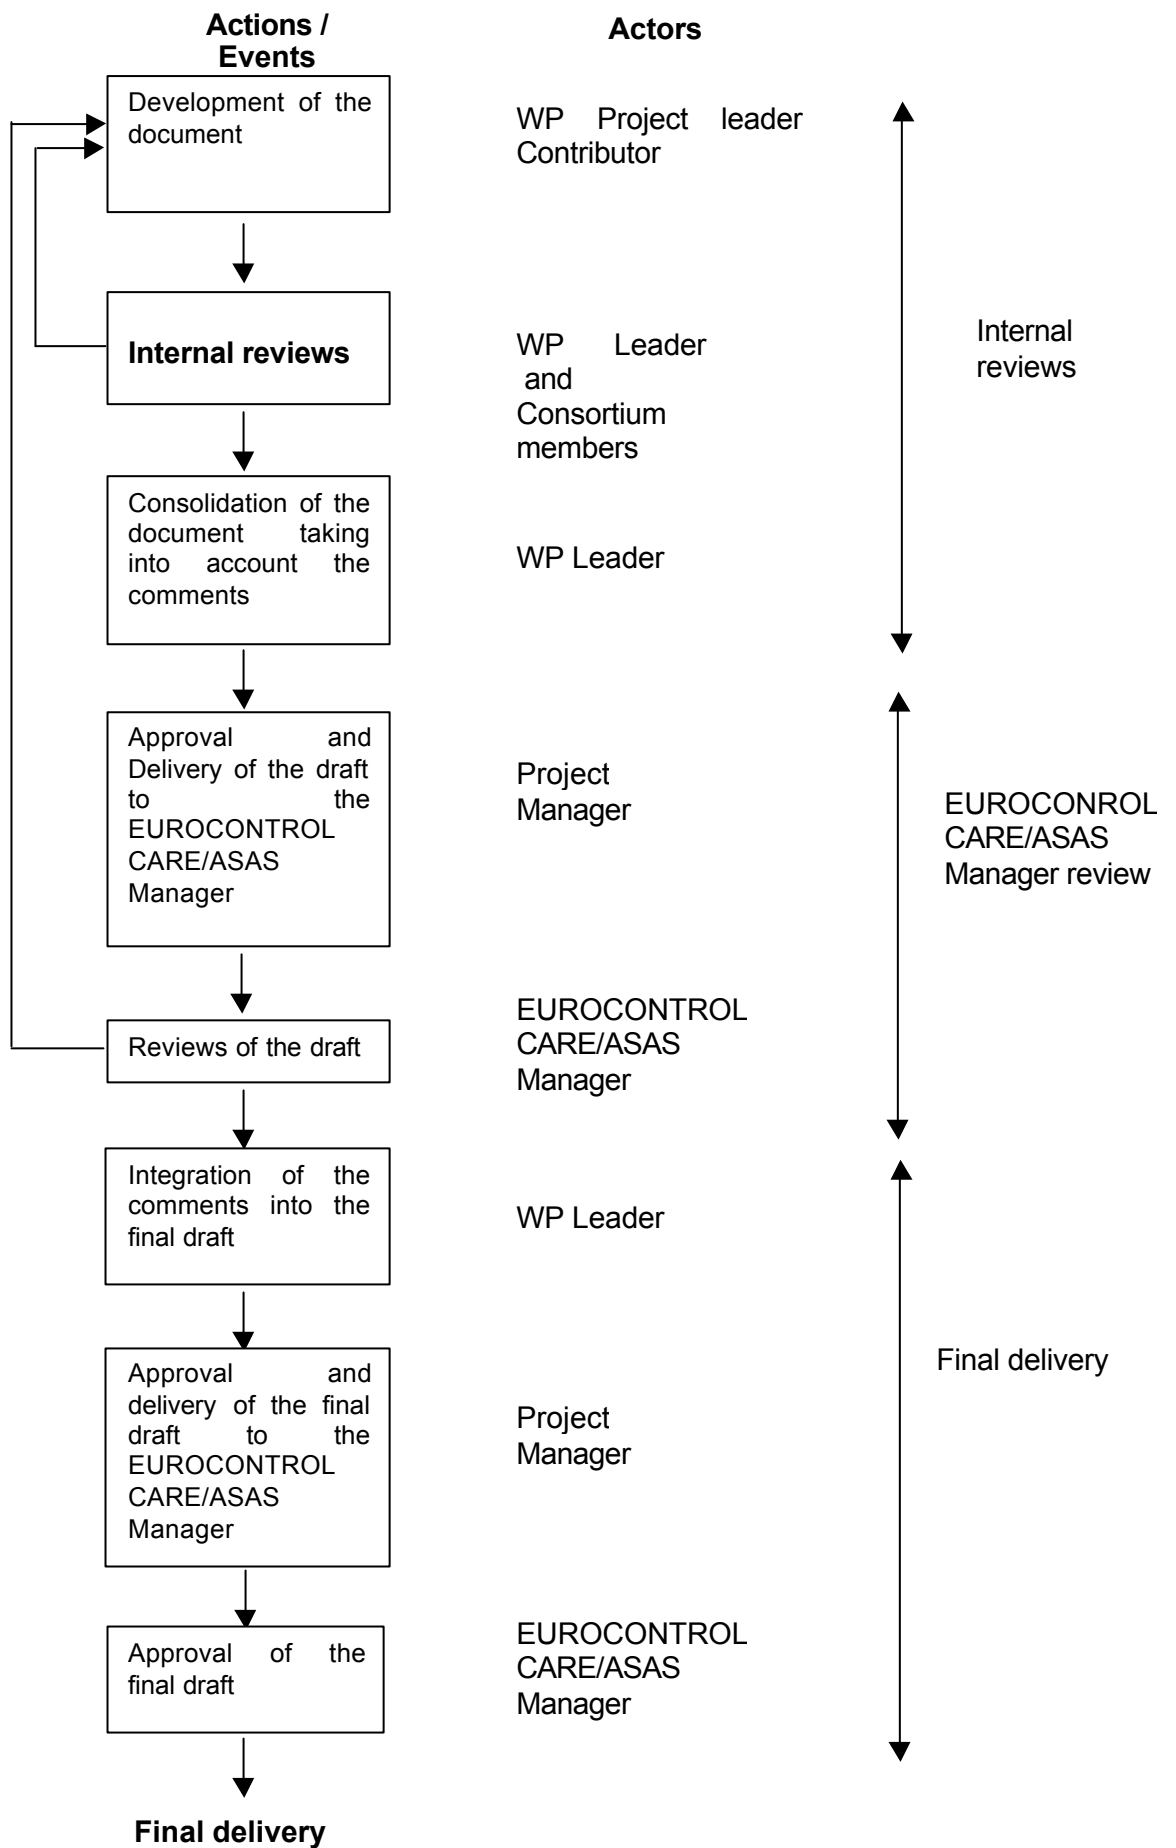 Actions /
Events
Actors
Development of the
document
WP Project leader
Contributor
Internal reviews
WP Leader
and
Consortium
members
Internal
reviews
Consolidation of the
document taking
into account the
comments
WP Leader
Approval and
Delivery of the draft
to the
EUROCONTROL
CARE/ASAS
Manager
Project
Manager
EUROCONROL
CARE/ASAS
Manager review
Reviews of the draft
EUROCONTROL
CARE/ASAS
Manager
Integration of the
comments into the
final draft
WP Leader
Approval and
delivery of the final
draft to the
EUROCONTROL
CARE/ASAS
Manager
Project
Manager
Final delivery
Approval of the
final draft
EUROCONTROL
CARE/ASAS
Manager
Final delivery